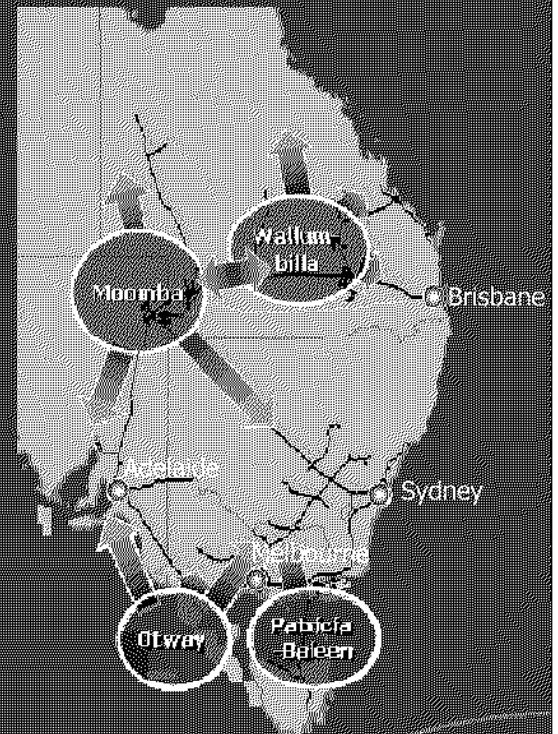 Wallum-
billa
Moomba
Brisbane
Adelaide
Sydney
Melbourne
Otway
Patricia
-Baleen